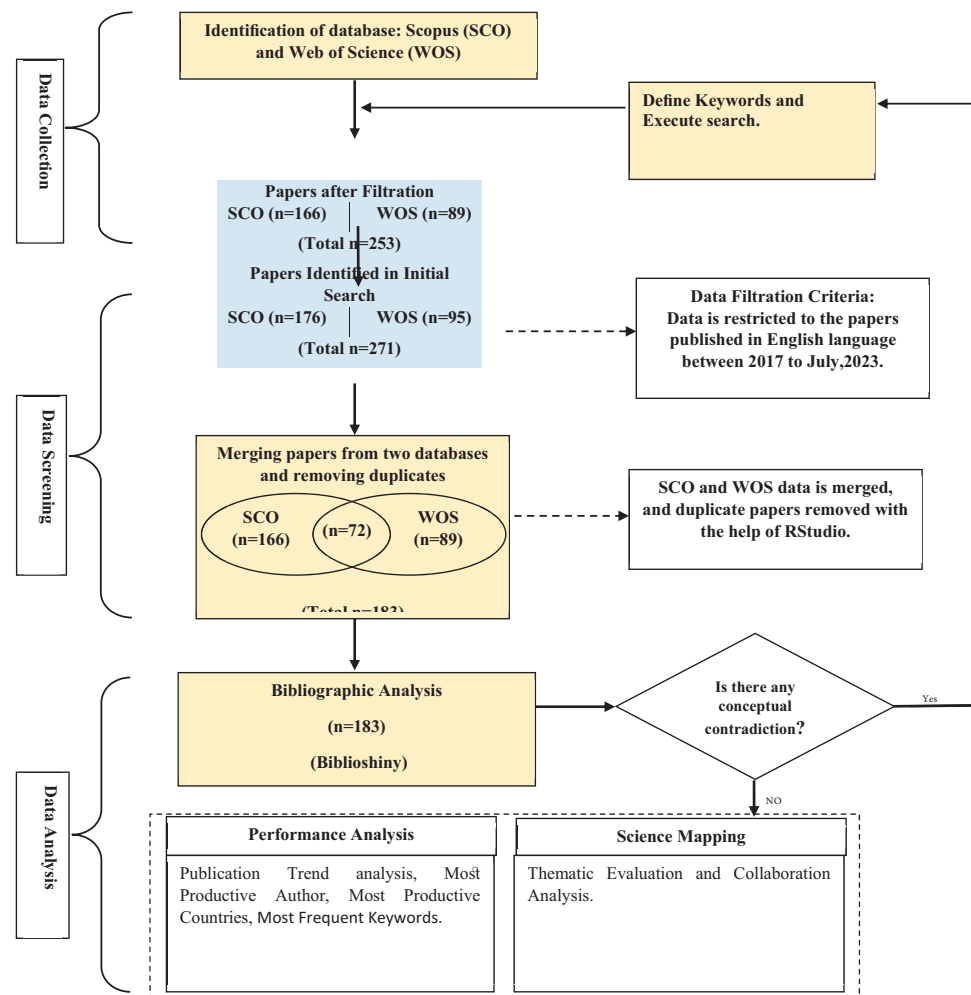 Identification of database: Scopus (SCO)
and Web of Science (WOS)
Data Collection
Define Keywords and
Execute search.
Papers after Filtration
SCO (n=166) WOS (n=89)
(Total n=253)
Papers Identified in Initial
Search
SCO (n=176) WOS (n=95)
(Total n=271)
Data Filtration Criteria:
Data is restricted to the papers
published in English language
between 2017 to July,2023.
Data Screening
Merging papers from two databases
and removing duplicates
SCO
(n=166)
(n=72)
WOS
(n=89)
(Total n=183)
SCO and WOS data is merged,
and duplicate papers removed with
the help of RStudio.
Bibliographic Analysis
(n=183)
(Biblioshiny)
Is there any
conceptual
contradiction?
Yes
NO
Data Analysis
Performance Analysis
Publication Trend analysis, Most
Productive Author, Most Productive
Countries, Most Frequent Keywords.
Science Mapping
Thematic Evaluation and Collaboration
Analysis.